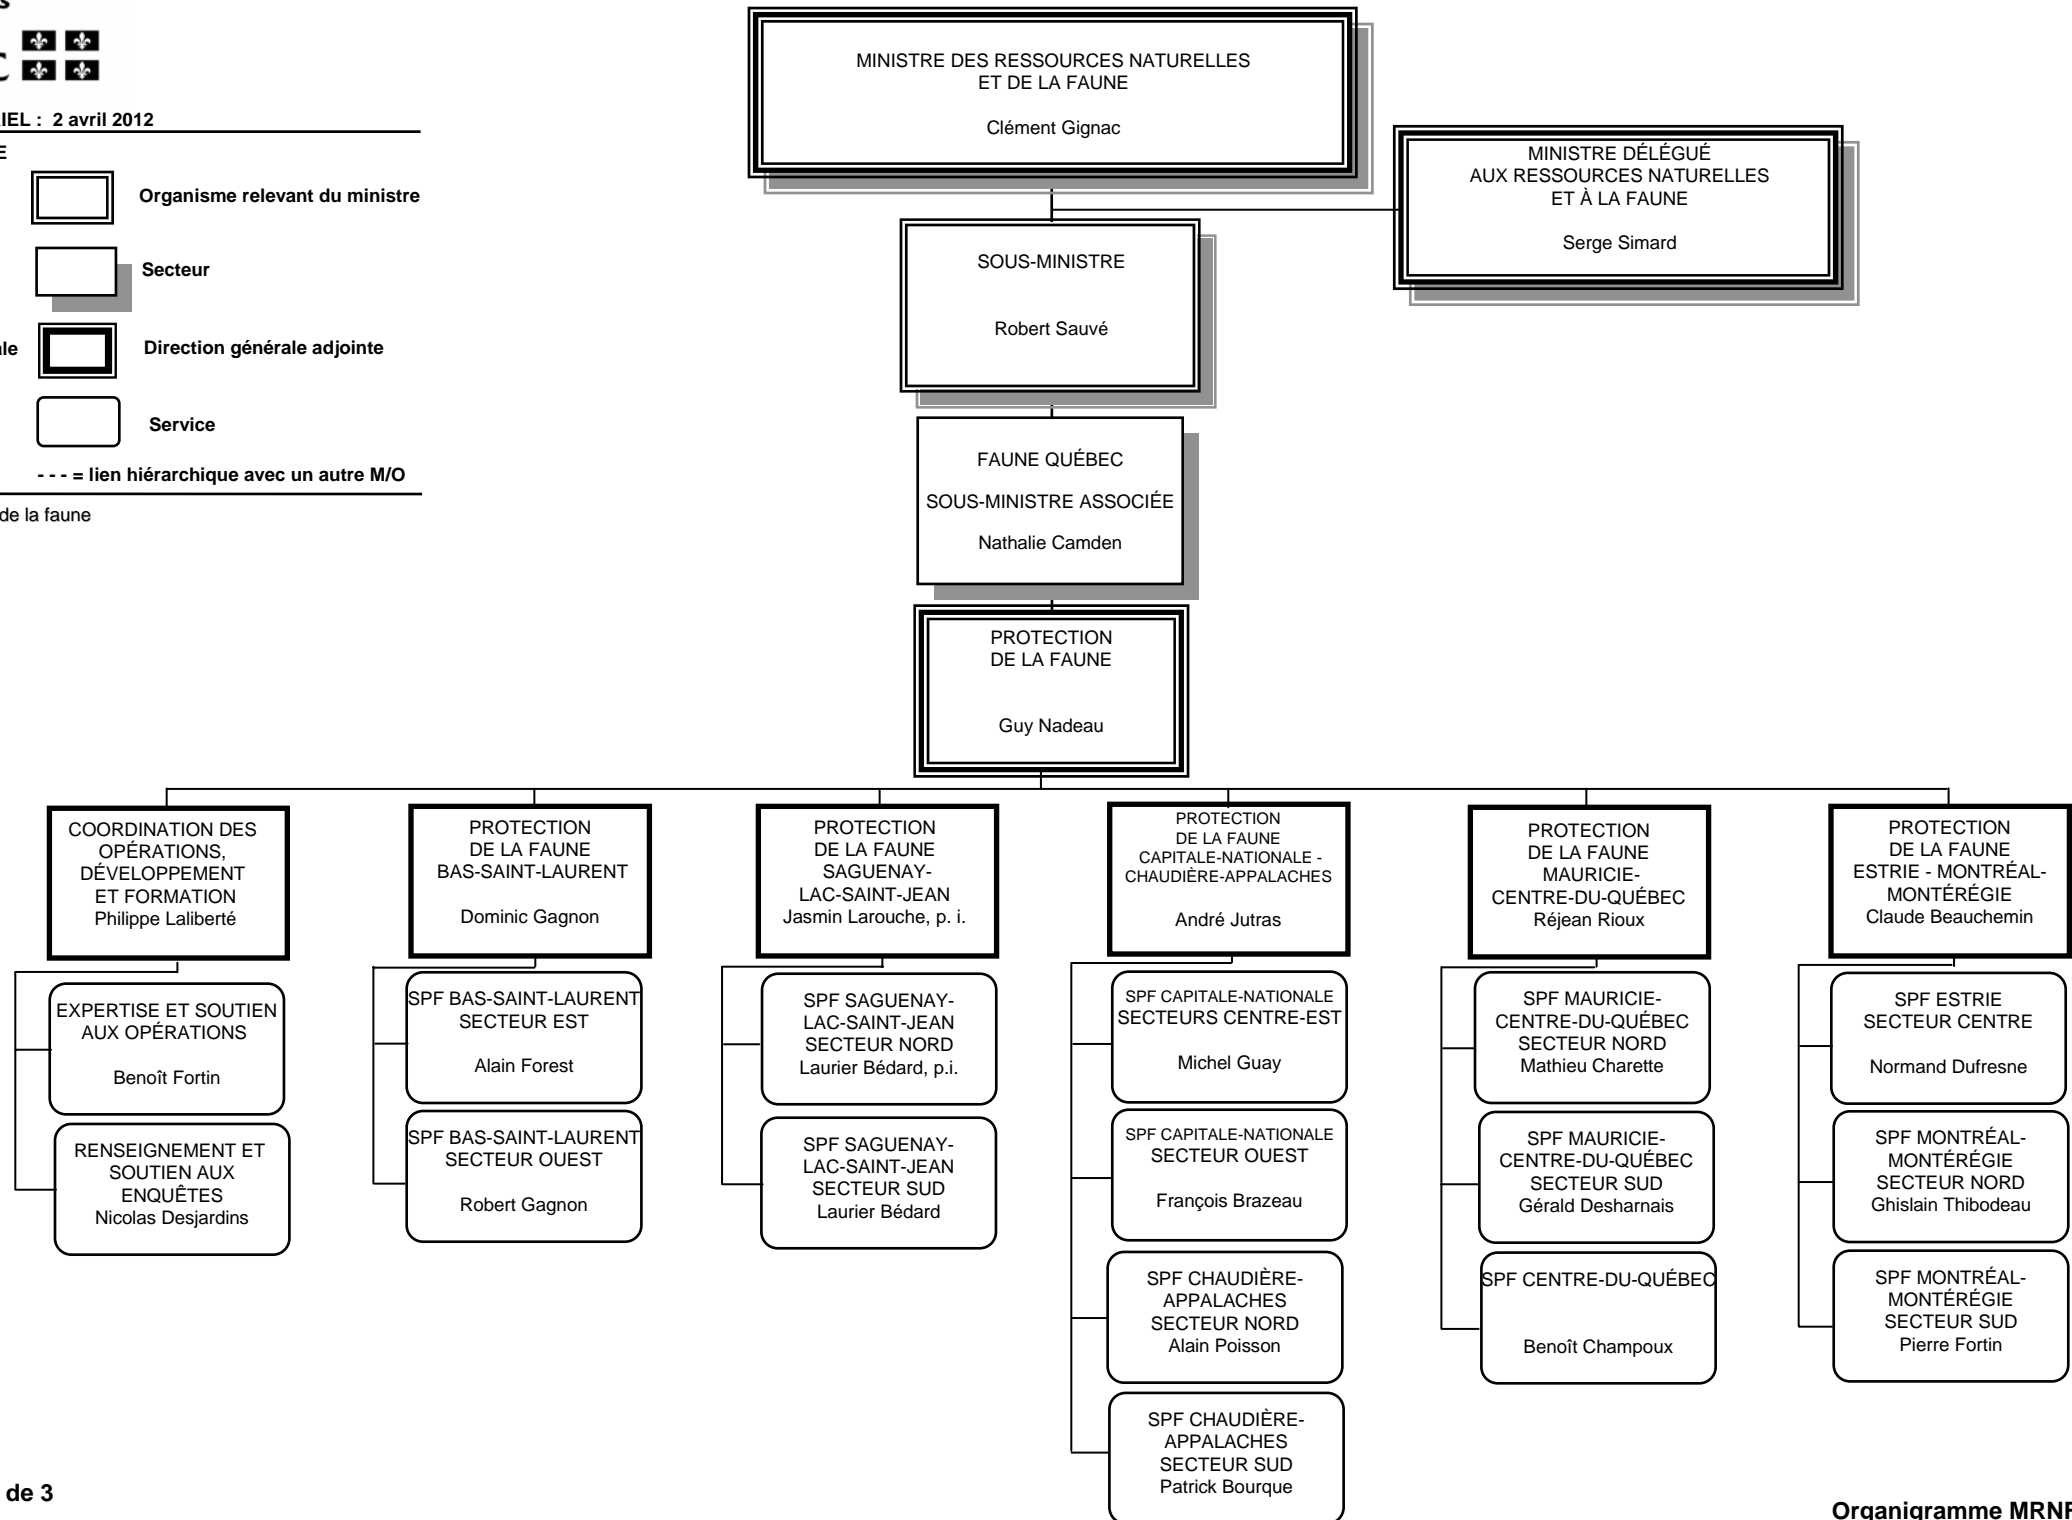 MINISTRE DES RESSOURCES NATURELLES
ET DE LA FAUNE
Clément Gignac
MINISTRE DÉLÉGUÉ
AUX RESSOURCES NATURELLES
ET À LA FAUNE
Serge Simard
2 avril 2012
Organisme relevant du ministre
Secteur
Direction générale adjointe
Service
- - - = lien hiérarchique avec un autre M/O
de la faune
SOUS-MINISTRE
Robert Sauvé
FAUNE QUÉBEC
SOUS-MINISTRE ASSOCIÉE
Nathalie Camden
PROTECTION
DE LA FAUNE
Guy Nadeau
COORDINATION DES
OPÉRATIONS,
DÉVELOPPEMENT
ET FORMATION
Philippe Laliberté
EXPERTISE ET SOUTIEN
AUX OPÉRATIONS
Benoît Fortin
RENSEIGNEMENT ET
SOUTIEN AUX
ENQUÊTES
Nicolas Desjardins
PROTECTION
DE LA FAUNE
BAS-SAINT-LAURENT
Dominic Gagnon
SPF BAS-SAINT-LAURENT
SECTEUR EST
Alain Forest
SPF BAS-SAINT-LAURENT
SECTEUR OUEST
Robert Gagnon
PROTECTION
DE LA FAUNE
SAGUENAY-
LAC-SAINT-JEAN
Jasmin Larouche, p. i.
SPF SAGUENAY-
LAC-SAINT-JEAN
SECTEUR NORD
Laurier Bédard, p.i.
SPF SAGUENAY-
LAC-SAINT-JEAN
SECTEUR SUD
Laurier Bédard
PROTECTION
DE LA FAUNE
CAPITALE-NATIONALE -
CHAUDIÈRE-APPALACHES
André Jutras
SPF CAPITALE-NATIONALE
SECTEURS CENTRE-EST
Michel Guay
SPF CAPITALE-NATIONALE
SECTEUR OUEST
François Brazeau
SPF CHAUDIÈRE-
APPALACHES
SECTEUR NORD
Alain Poisson
SPF CHAUDIÈRE-
APPALACHES
SECTEUR SUD
Patrick Bourque
PROTECTION
DE LA FAUNE
MAURICIE-
CENTRE-DU-QUÉBEC
Réjean Rioux
SPF MAURICIE-
CENTRE-DU-QUÉBEC
SECTEUR NORD
Mathieu Charette
SPF MAURICIE-
CENTRE-DU-QUÉBEC
SECTEUR SUD
Gérald Desharnais
SPF CENTRE-DU-QUÉBEC
Benoît Champoux
PROTECTION
DE LA FAUNE
ESTRIE - MONTRÉAL-
MONTÉRÉGIE
Claude Beauchemin
SPF ESTRIE
SECTEUR CENTRE
Normand Dufresne
SPF MONTRÉAL-
MONTÉRÉGIE
SECTEUR NORD
Ghislain Thibodeau
SPF MONTRÉAL-
MONTÉRÉGIE
SECTEUR SUD
Pierre Fortin
de 3
Organigramme MRNF